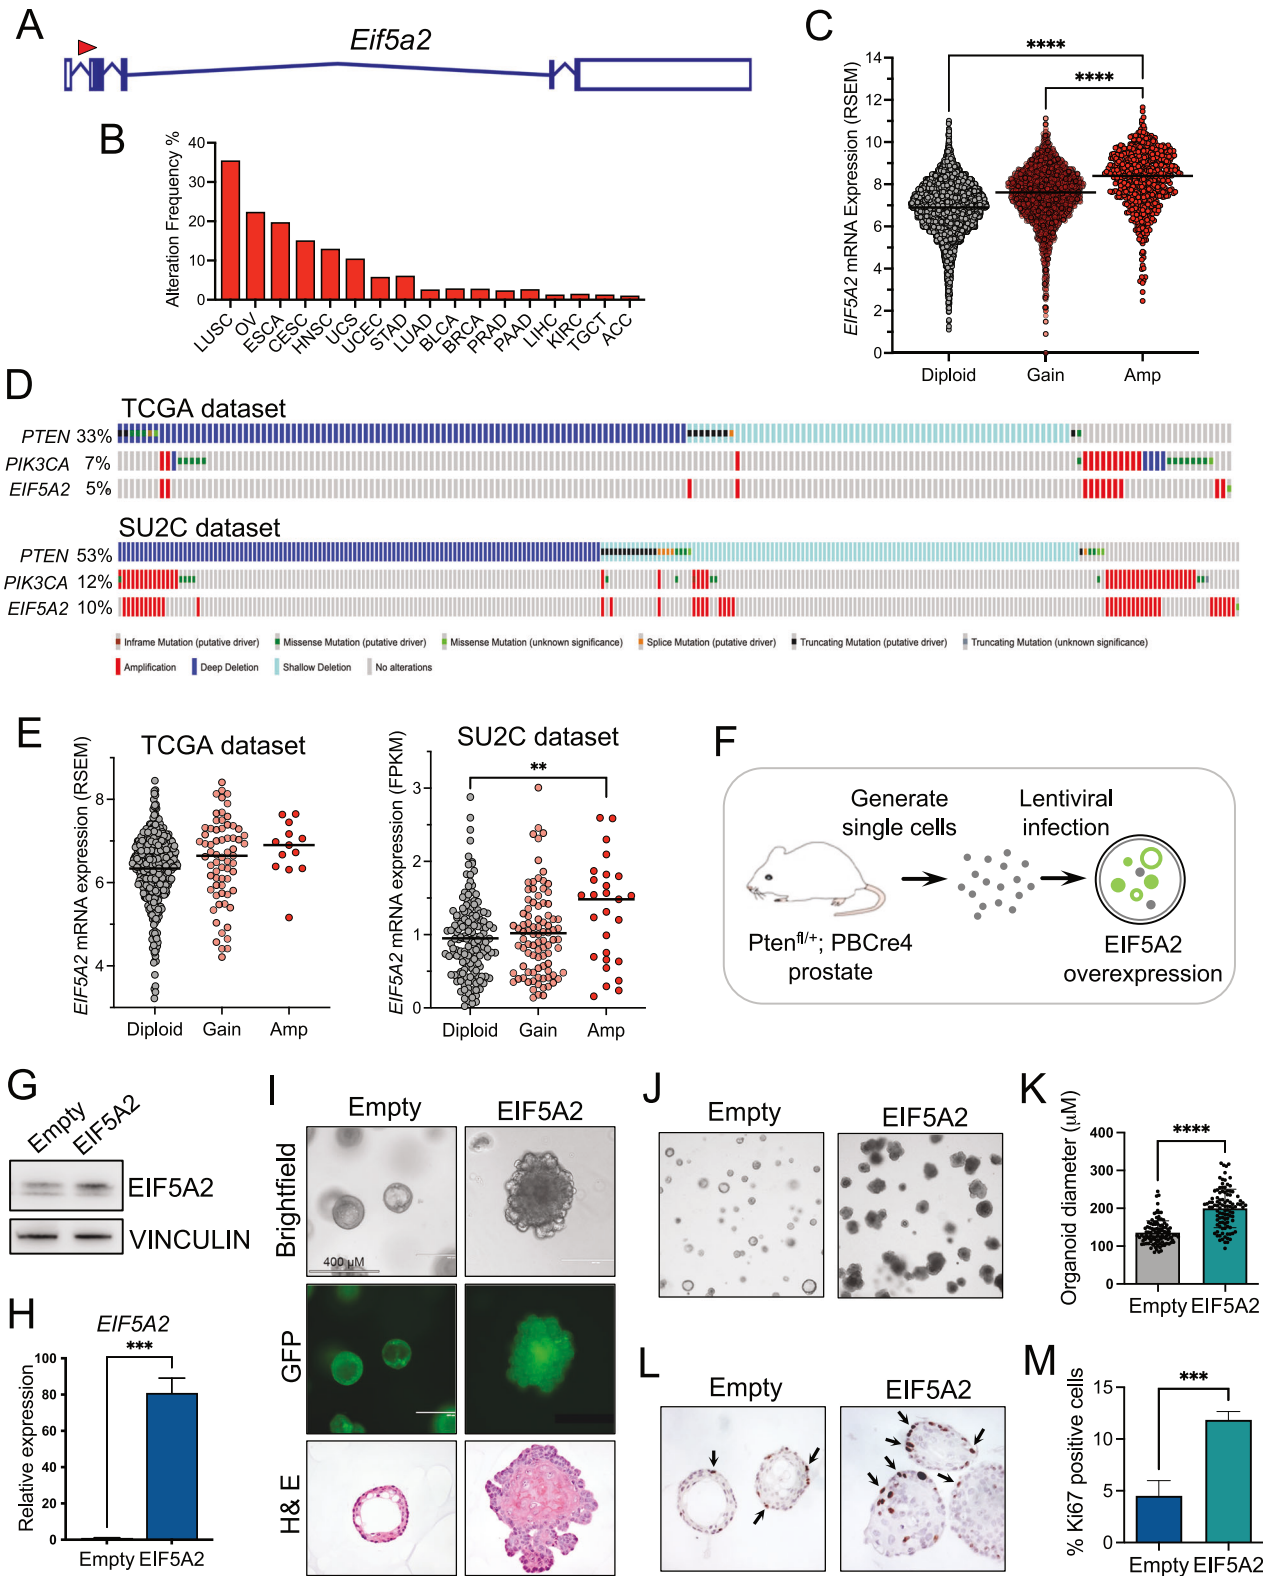 A
Eif5a2
B
Alteration Frequency %
40
30
20
10
0
LUSC
OV
ESCA
CESC
HNSC
UCS
UCEC
STAD
LUAD
BLCA
BRCA
PRAD
PAAD
LIHC
KIRC
TGCT
ACC
C
EIF5A2 mRNA Expression (RSEM)
14
12
10
8
6
4
2
0
****
****
Diploid Gain Amp
D
TCGA dataset
PTEN 33%
PIK3CA 7%
EIF5A2 5%
SU2C dataset
PTEN 53%
PIK3CA 12%
EIF5A2 10%
Inframe Mutation (putative driver) Missense Mutation (putative driver) Missense Mutation (unknown significance) Splice Mutation (putative driver) Truncating Mutation (putative driver) Truncating Mutation (unknown significance)
Amplification Deep Deletion Shallow Deletion No alterations
E
TCGA dataset
EIF5A2 mRNA expression (RSEM)
8
6
4
Diploid Gain Amp
SU2C dataset
EIF5A2 mRNA expression (FPKM)
3
2
1
0
**
Diploid Gain Amp
F
Generate
single cells
Lentiviral
infection
Ptenfl/+; PBCre4
prostate
EIF5A2
overexpression
G
Empty
EIF5A2
EIF5A2
VINCULIN
H
EIF5A2
***
Relative expression
100
80
60
40
20
0
Empty EIF5A2
I
Empty EIF5A2
Brightfield
400 µM
GFP
H& E
J
Empty EIF5A2
K
Organoid diameter (µM)
400
300
200
100
0
****
Empty EIF5A2
L
Empty EIF5A2
M
% Ki67 positive cells
15
10
5
0
***
Empty EIF5A2